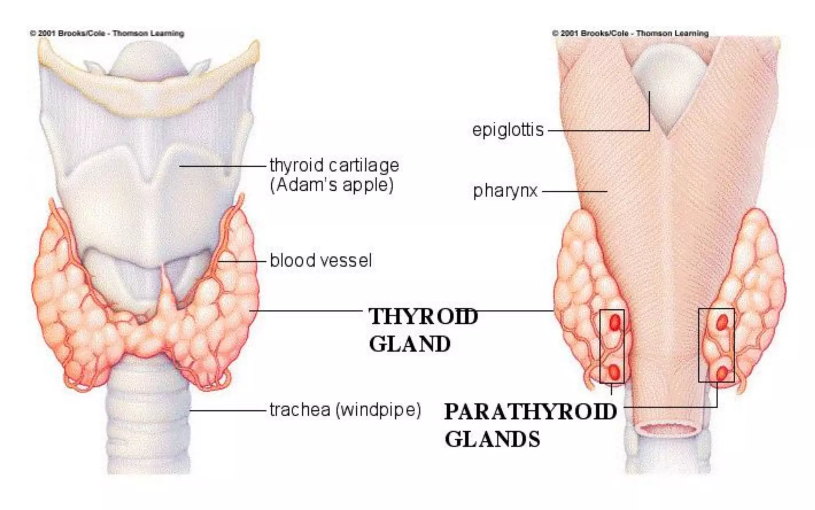 © 2001 Brooks/Cole - Thomson Learning
thyroid cartilage
(Adam's apple)
blood vessel
THYROID
GLAND
trachea (windpipe)
© 2001 Brooks/Cole - Thomson Learning
epiglottis
pharynx
PARATHYROID
GLANDS